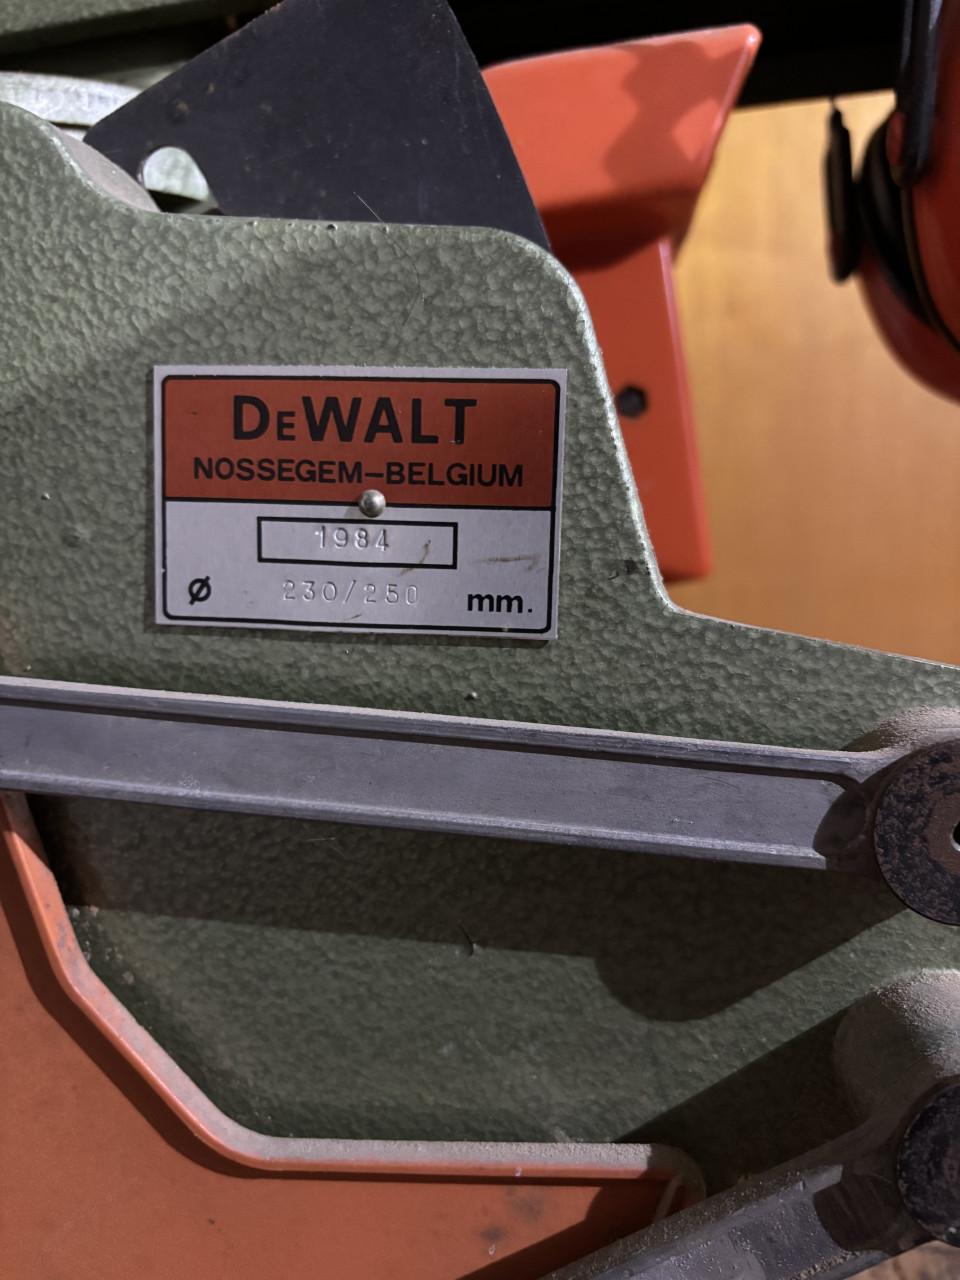 DEWALT
NOSSEGEM–BELGIUM
1984
ø 230/250 mm.